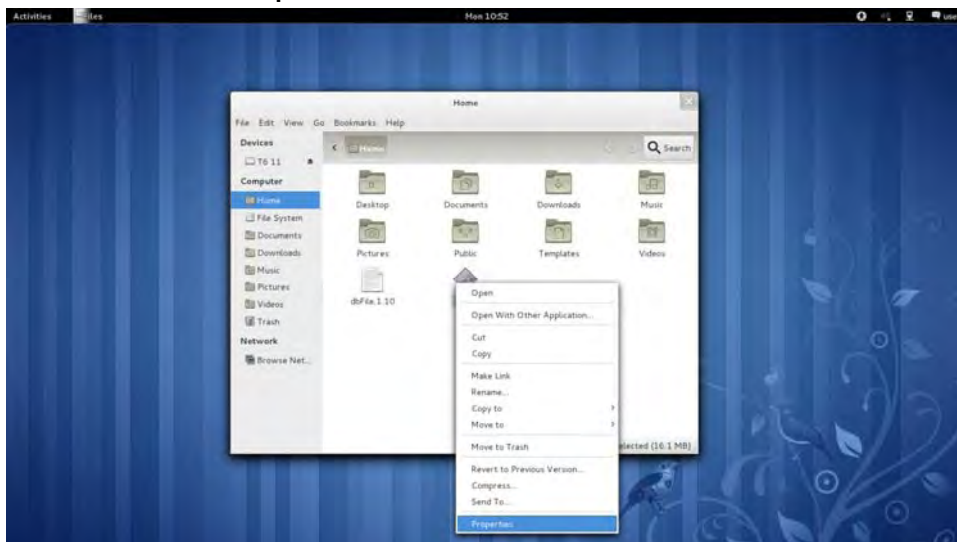 Activities
iles
Mon 10:52
use
Home
File Edit View Go Bookmarks Help
Devices
T6 11
Home
Search
Computer
Home
File System
Documents
Downloads
Music
Pictures
Videos
Trash
Network
Browse Net...
Desktop
Documents
Downloads
Music
Pictures
Public
Templates
Videos
dbFile.1.10
Open
Open With Other Application...
Cut
Copy
Make Link
Rename...
Copy to
Move to
Move to Trash
Revert to Previous Version...
Compress...
Send To...
Properties
elected (16.1 MB)